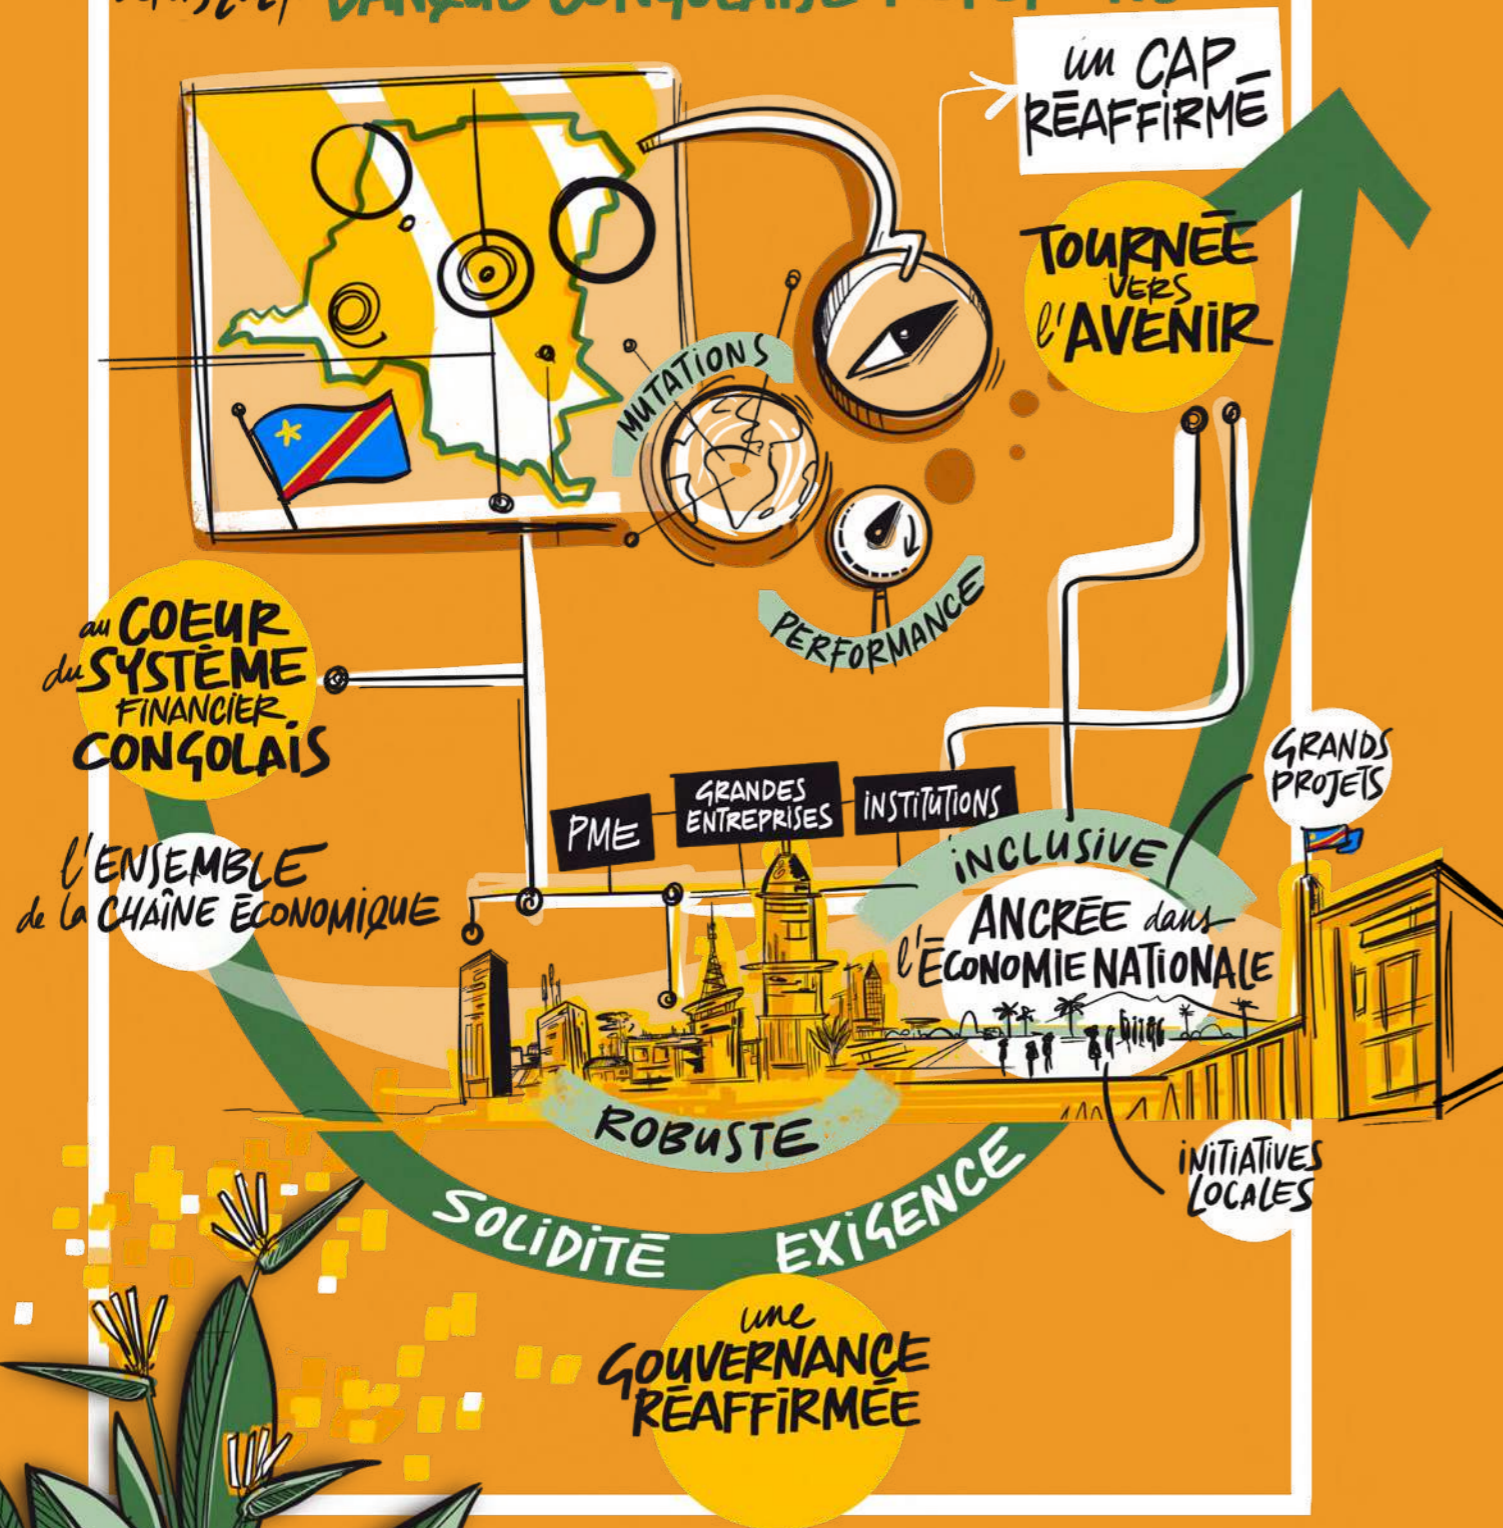 BANQUE CONGOLAISE
un CAP
RÉAFFIRMÉ
TOURNÉE
VERS
l'AVENIR
MUTATIONS
PERFORMANCE
au COEUR
du SYSTÈME
FINANCIER
CONGOLAIS
GRANDS
PROJETS
PME
GRANDES
ENTREPRISES
INSTITUTIONS
l'ENSEMBLE
de la CHAÎNE ÉCONOMIQUE
INCLUSIVE
ANCRÉE dans
l'ÉCONOMIE NATIONALE
ROBUSTE
INITIATIVES
LOCALES
SOLIDITÉ EXIGENCE
une
GOUVERNANCE
RÉAFFIRMÉE